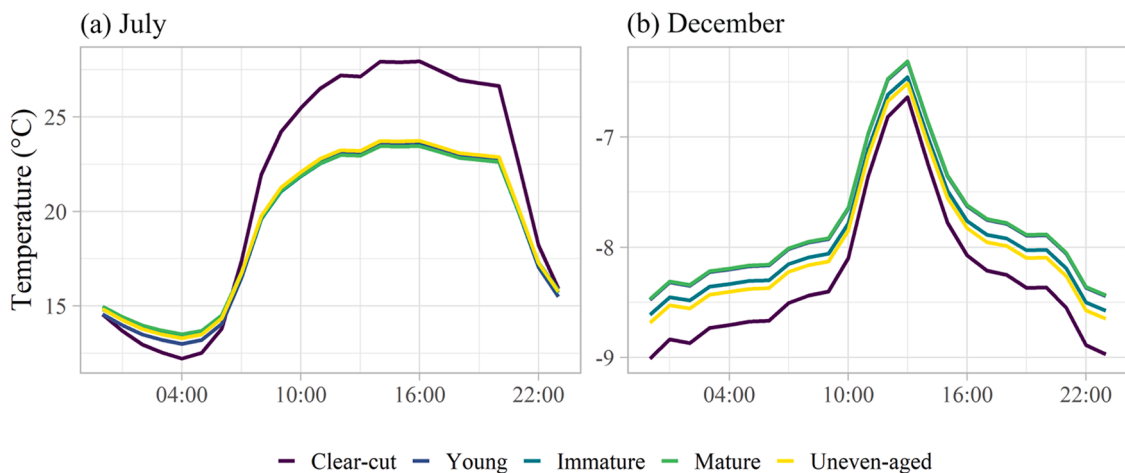 (a) July
(b) December
Temperature (°C)
25
20
15
-7
-8
-9
04:00 10:00 16:00 22:00
04:00 10:00 16:00 22:00
Clear-cut Young Immature Mature Uneven-aged